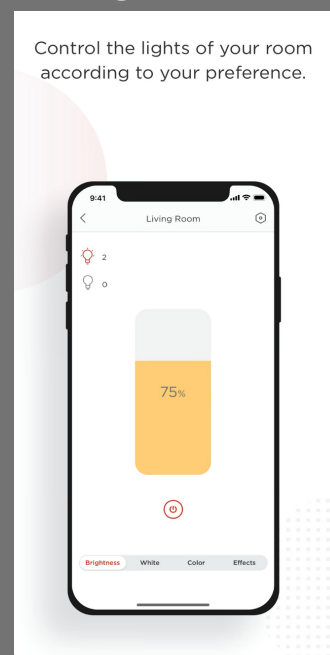 Control the lights of your room
according to your preference.
9:41
Living Room
2
0
75%
Brightness White Color Effects